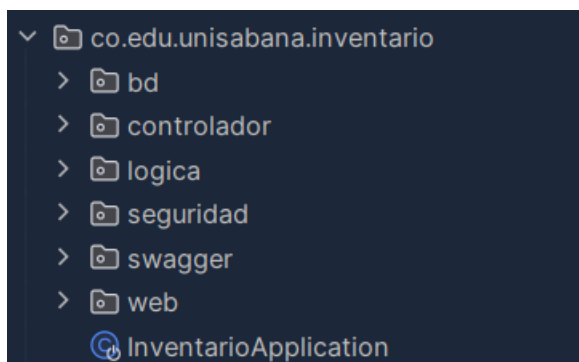 co.edu.unisabana.inventario
bd
controlador
logica
seguridad
swagger
web
InventarioApplication